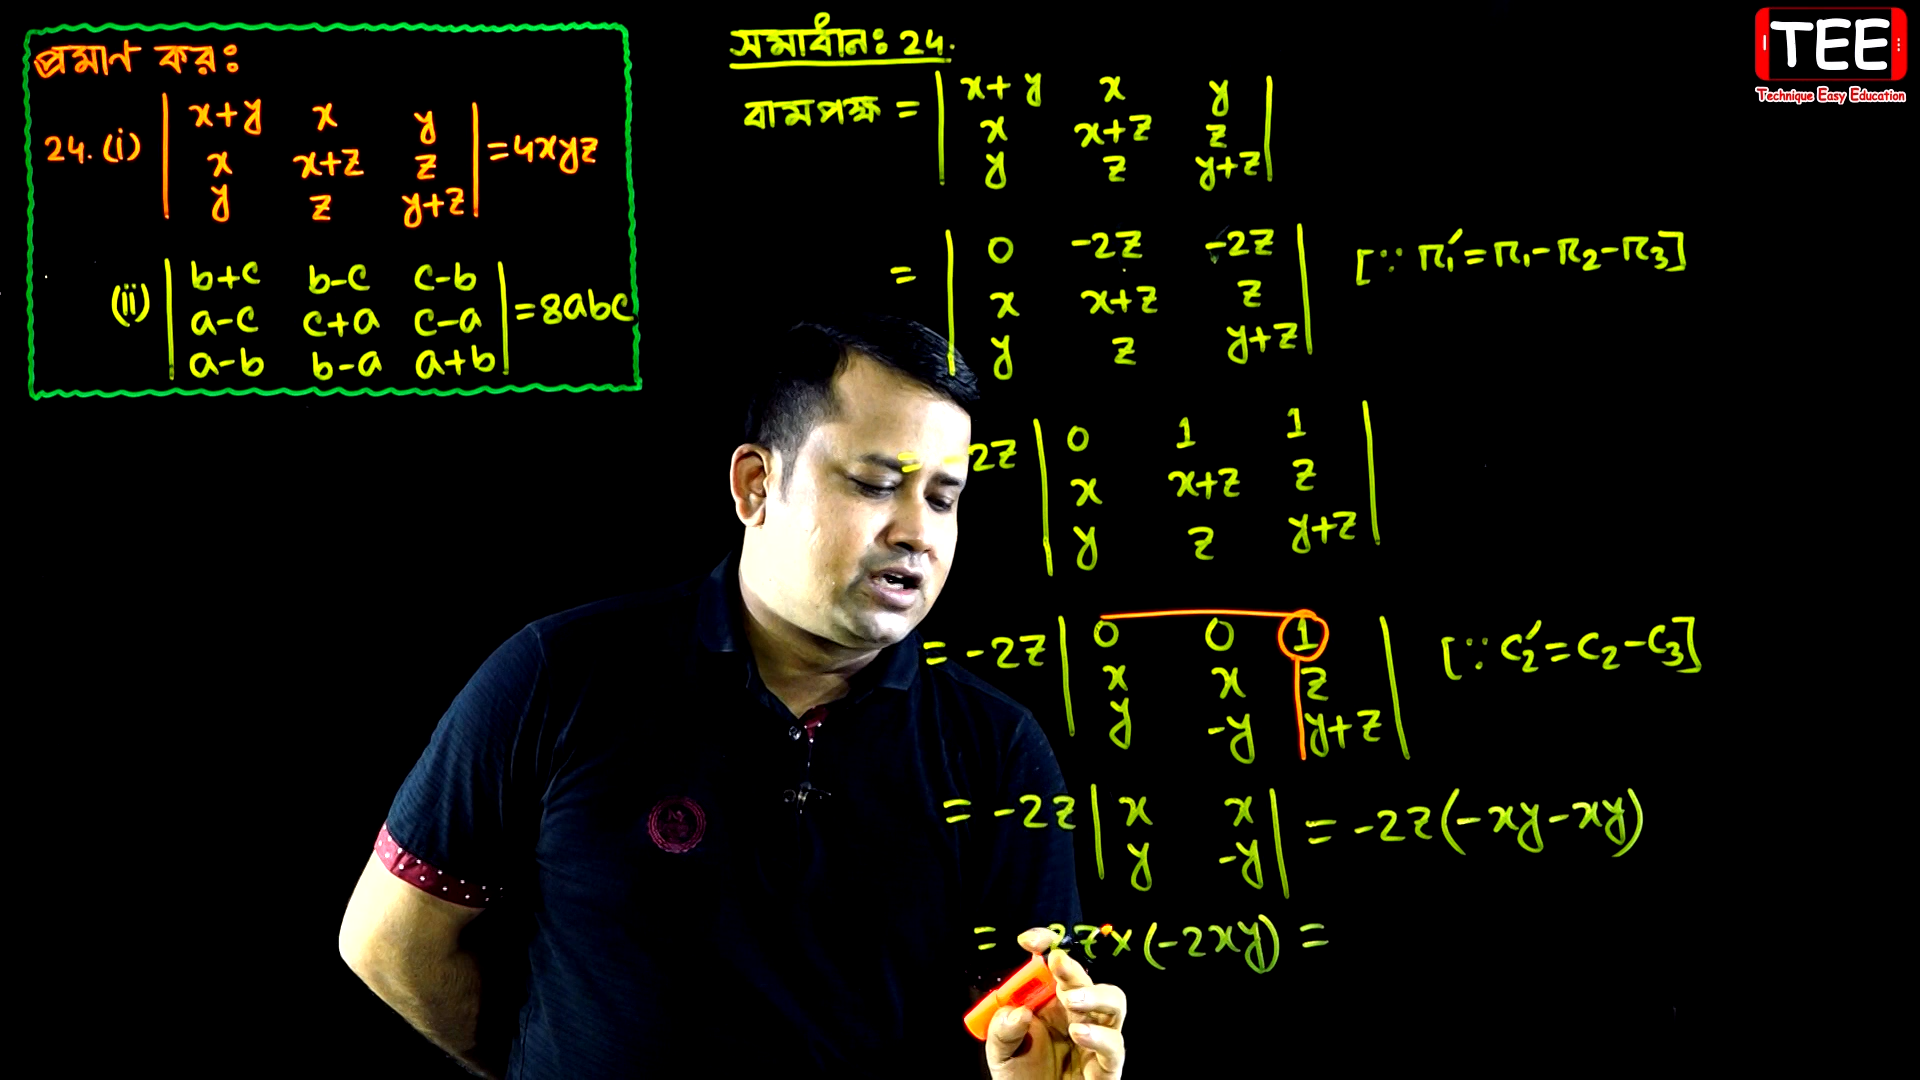 প্রমাণ করঃ
24. (i) | x+y x y |
| x x+z z | = 4xyz
| y z y+z |
(ii) | b+c b-c c-b |
| a-c c+a c-a | = 8abc
| a-b b-a a+b |
সমাধানঃ 24.
বামপক্ষ = | x+y x y |
| x x+z z |
| y z y+z |
= | 0 -2z -2z | [∵ r₁′ = r₁-r₂-r₃]
| x x+z z |
| y z y+z |
= -2z | 0 1 1 |
| x x+z z |
| y z y+z |
= -2z | 0 0 1 | [∵ c₂′ = c₂-c₃]
| x x z |
| y -y y+z |
= -2z | x x | = -2z(-xy-xy)
| y -y |
= 2z × (-2xy) =
TEE
Technique Easy Education